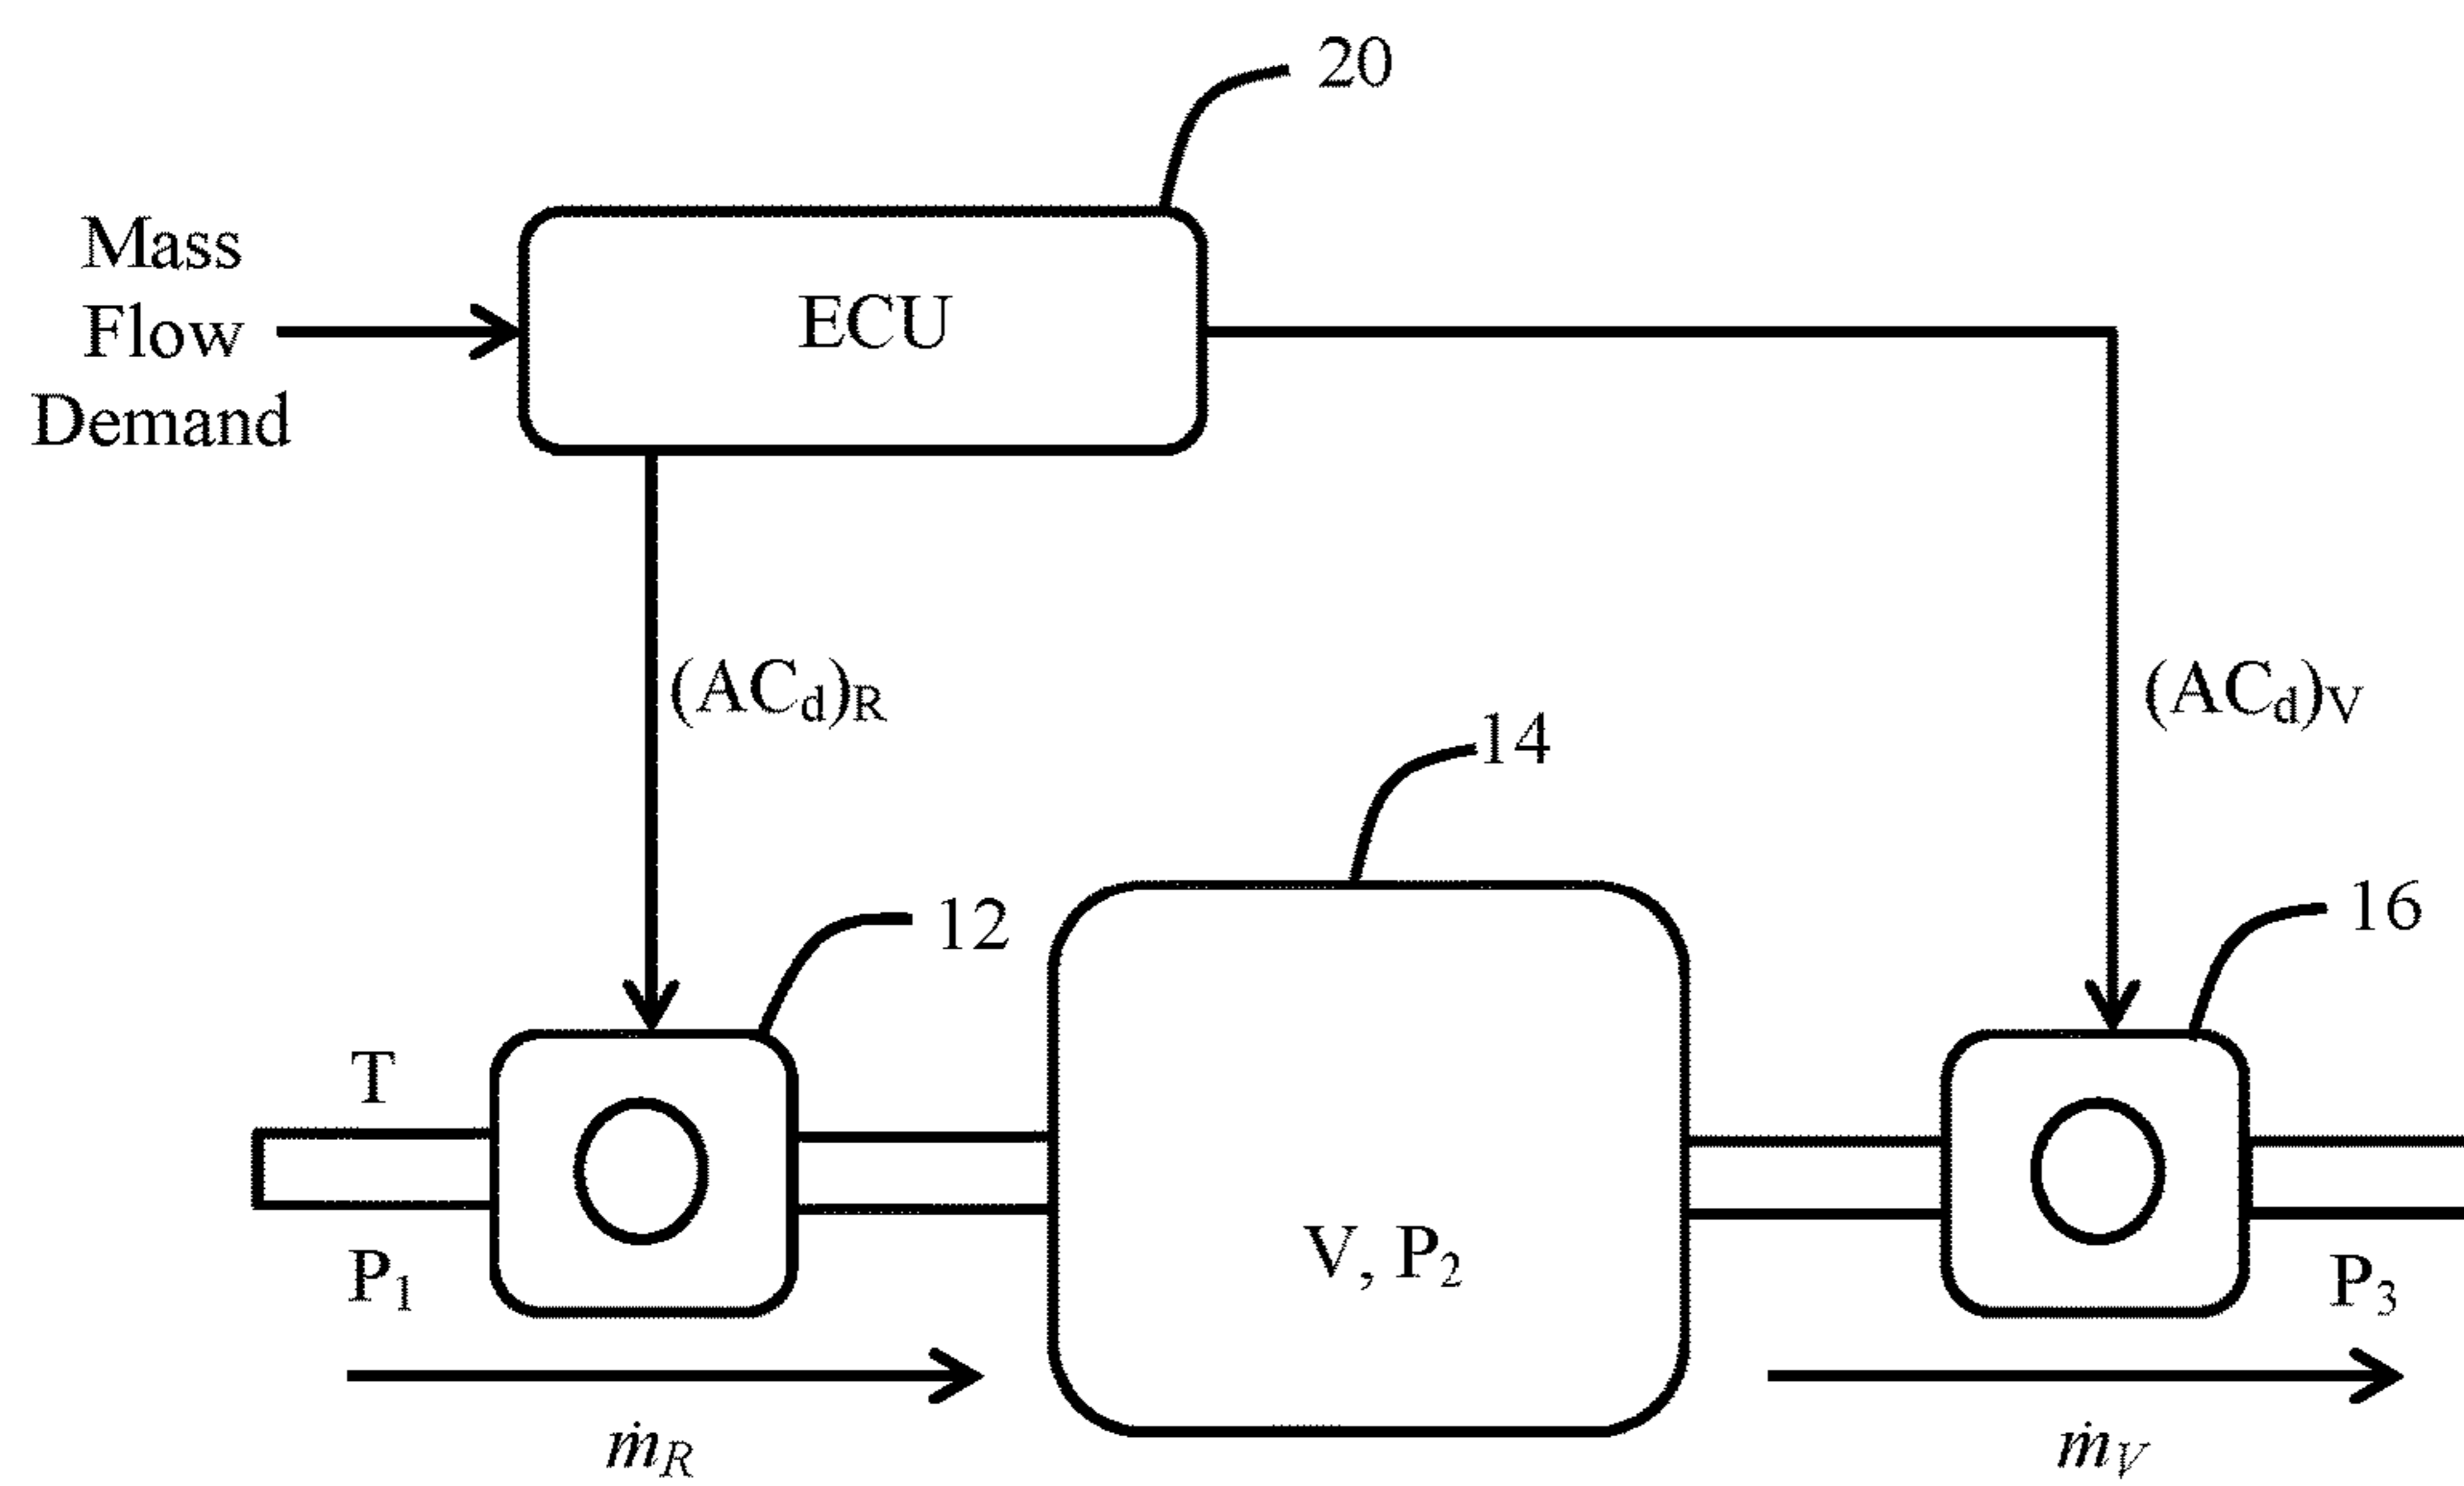 20
Mass
Flow
Demand
ECU
(ACd)R
(ACd)V
14
12
16
T
P1
V, P2
P3
ṁR
ṁV